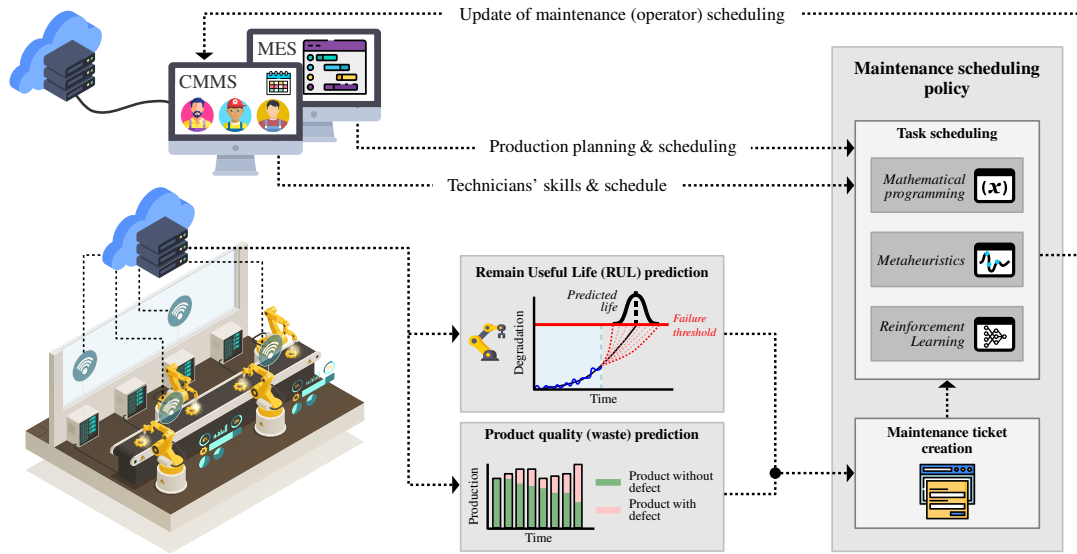 Update of maintenance (operator) scheduling
MES
CMMS
Production planning & scheduling
Technicians' skills & schedule
Maintenance scheduling
policy
Task scheduling
Mathematical
programming
(x)
Metaheuristics
Reinforcement
Learning
Remain Useful Life (RUL) prediction
Predicted
life
Failure
threshold
Degradation
Time
Product quality (waste) prediction
Production
Product without
defect
Product with
defect
Time
Maintenance ticket
creation